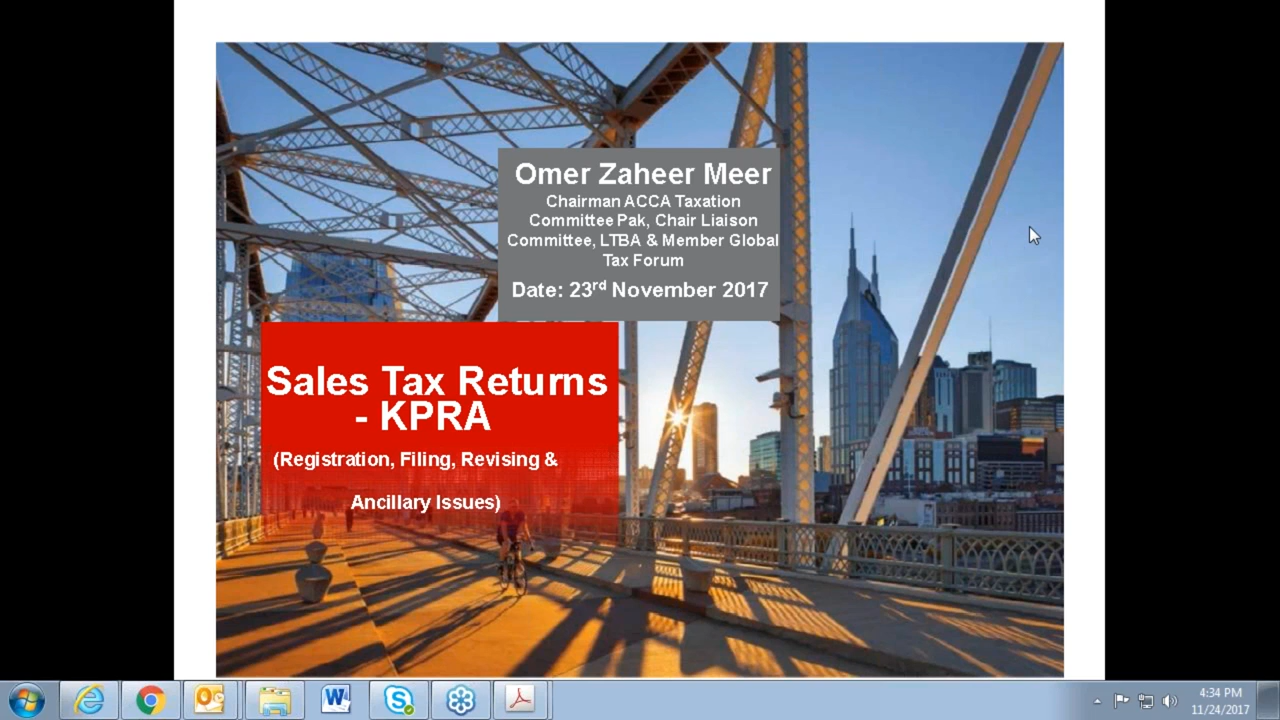 Omer Zaheer Meer
Chairman ACCA Taxation
Committee Pak, Chair Liaison
Committee, LTBA & Member Global
Tax Forum
Date: 23rd November 2017
Sales Tax Returns
- KPRA
(Registration, Filing, Revising &
Ancillary Issues)
4:34 PM
11/24/2017